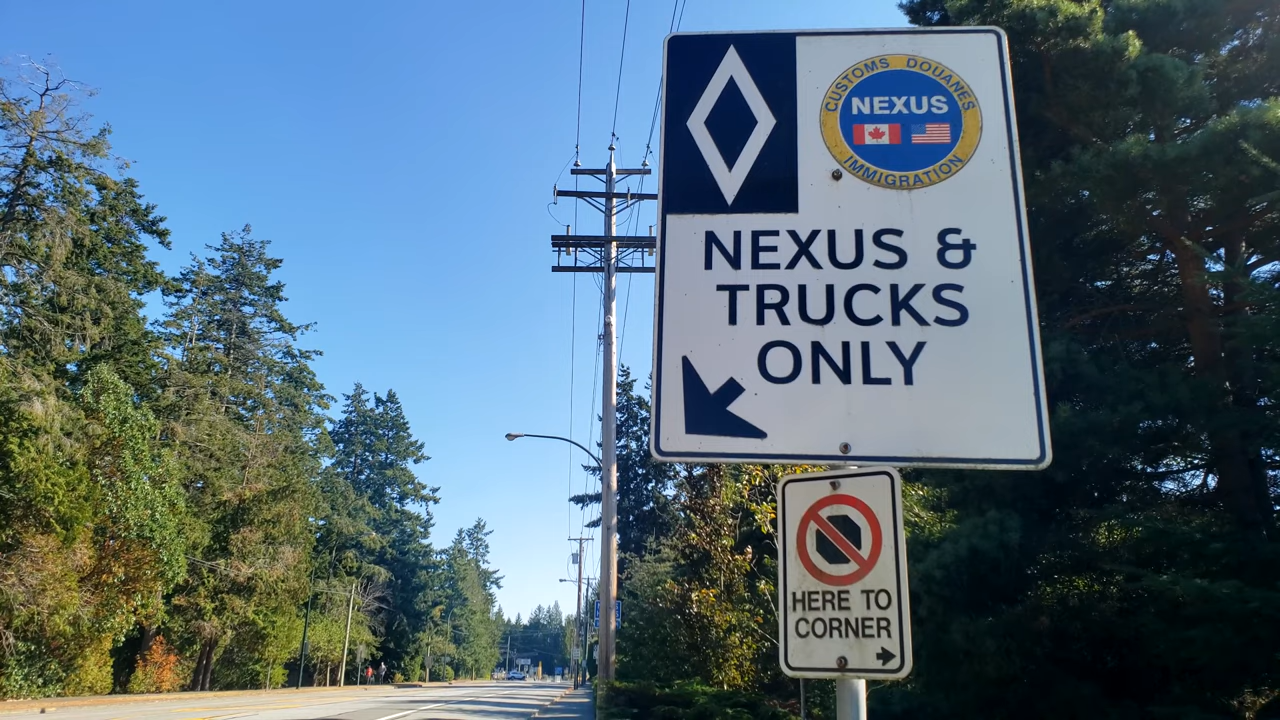 CUSTOMS DOUANES
NEXUS
IMMIGRATION
NEXUS &
TRUCKS
ONLY
HERE TO
CORNER